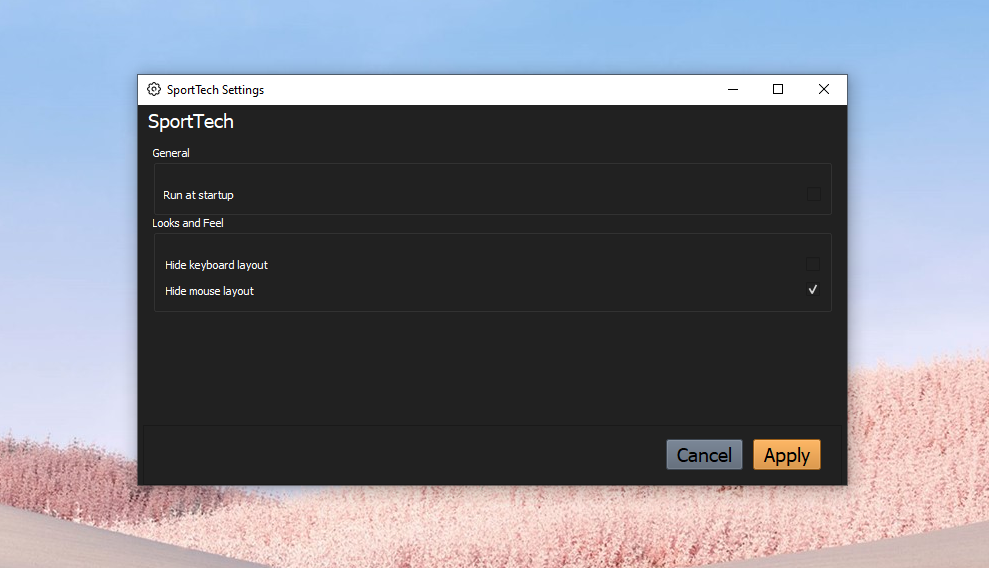 SportTech Settings
SportTech
General
Run at startup
Looks and Feel
Hide keyboard layout
Hide mouse layout
Cancel Apply